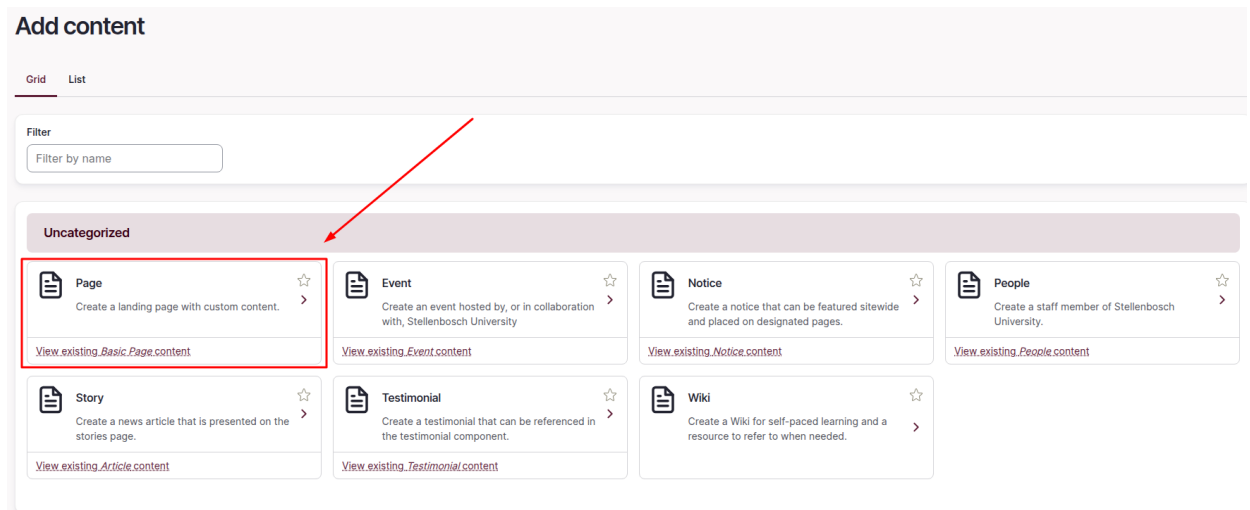 Add content
Grid
List
Filter
Filter by name
Uncategorized
Page
Create a landing page with custom content.
View existing Basic Page content
Event
Create an event hosted by, or in collaboration
with, Stellenbosch University
View existing Event content
Notice
Create a notice that can be featured sitewide
and placed on designated pages.
View existing Notice content
People
Create a staff member of Stellenbosch
University.
View existing People content
Story
Create a news article that is presented on the
stories page.
View existing Article content
Testimonial
Create a testimonial that can be referenced in
the testimonial component.
View existing Testimonial content
Wiki
Create a Wiki for self-paced learning and a
resource to refer to when needed.